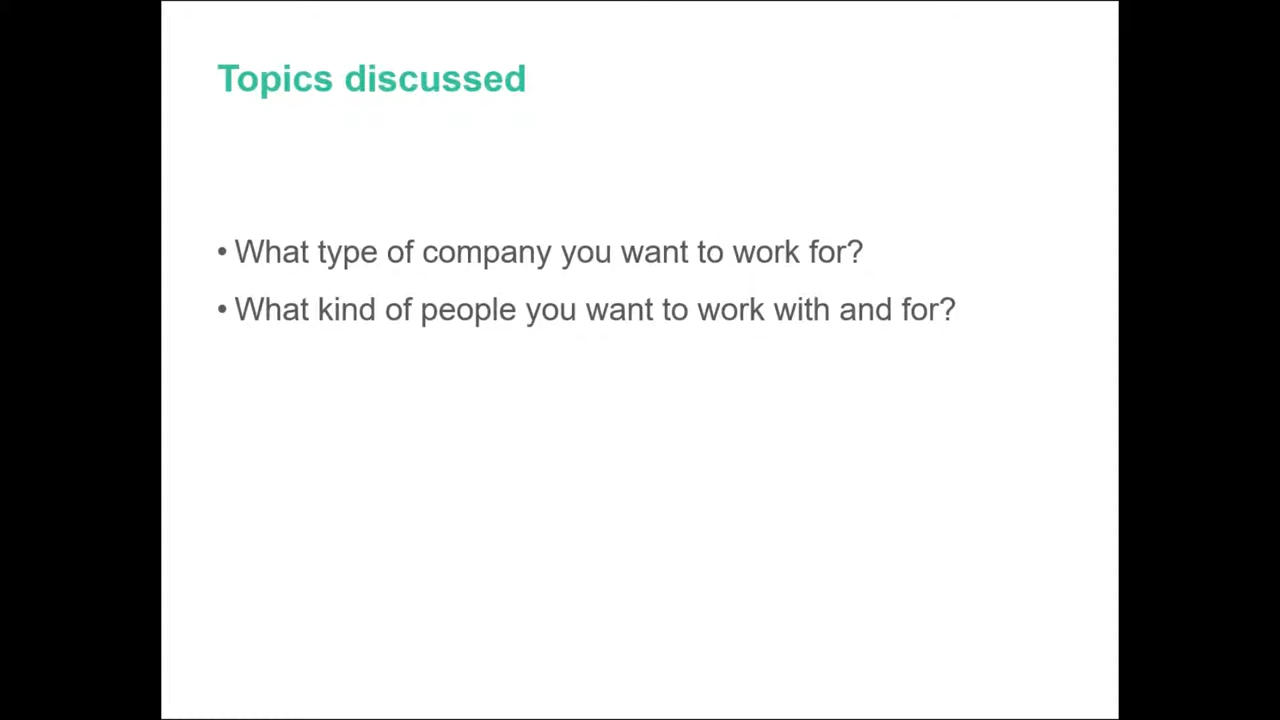 Topics discussed
• What type of company you want to work for?
• What kind of people you want to work with and for?